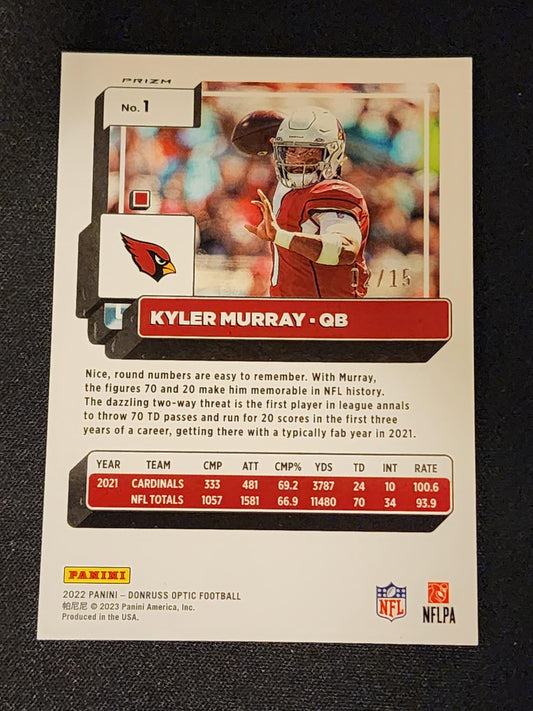 PRIZM
No. 1
02/15
KYLER MURRAY • QB
Nice, round numbers are easy to remember. With Murray,
the figures 70 and 20 make him memorable in NFL history.
The dazzling two-way threat is the first player in league annals
to throw 70 TD passes and run for 20 scores in the first three
years of a career, getting there with a typically fab year in 2021.
YEAR TEAM CMP ATT CMP% YDS TD INT RATE
2021 CARDINALS 333 481 69.2 3787 24 10 100.6
NFL TOTALS 1057 1581 66.9 11480 70 34 93.9
PANINI
2022 PANINI – DONRUSS OPTIC FOOTBALL
帕尼尼 © 2023 Panini America, Inc.
Produced in the USA.
NFL
NFLPA